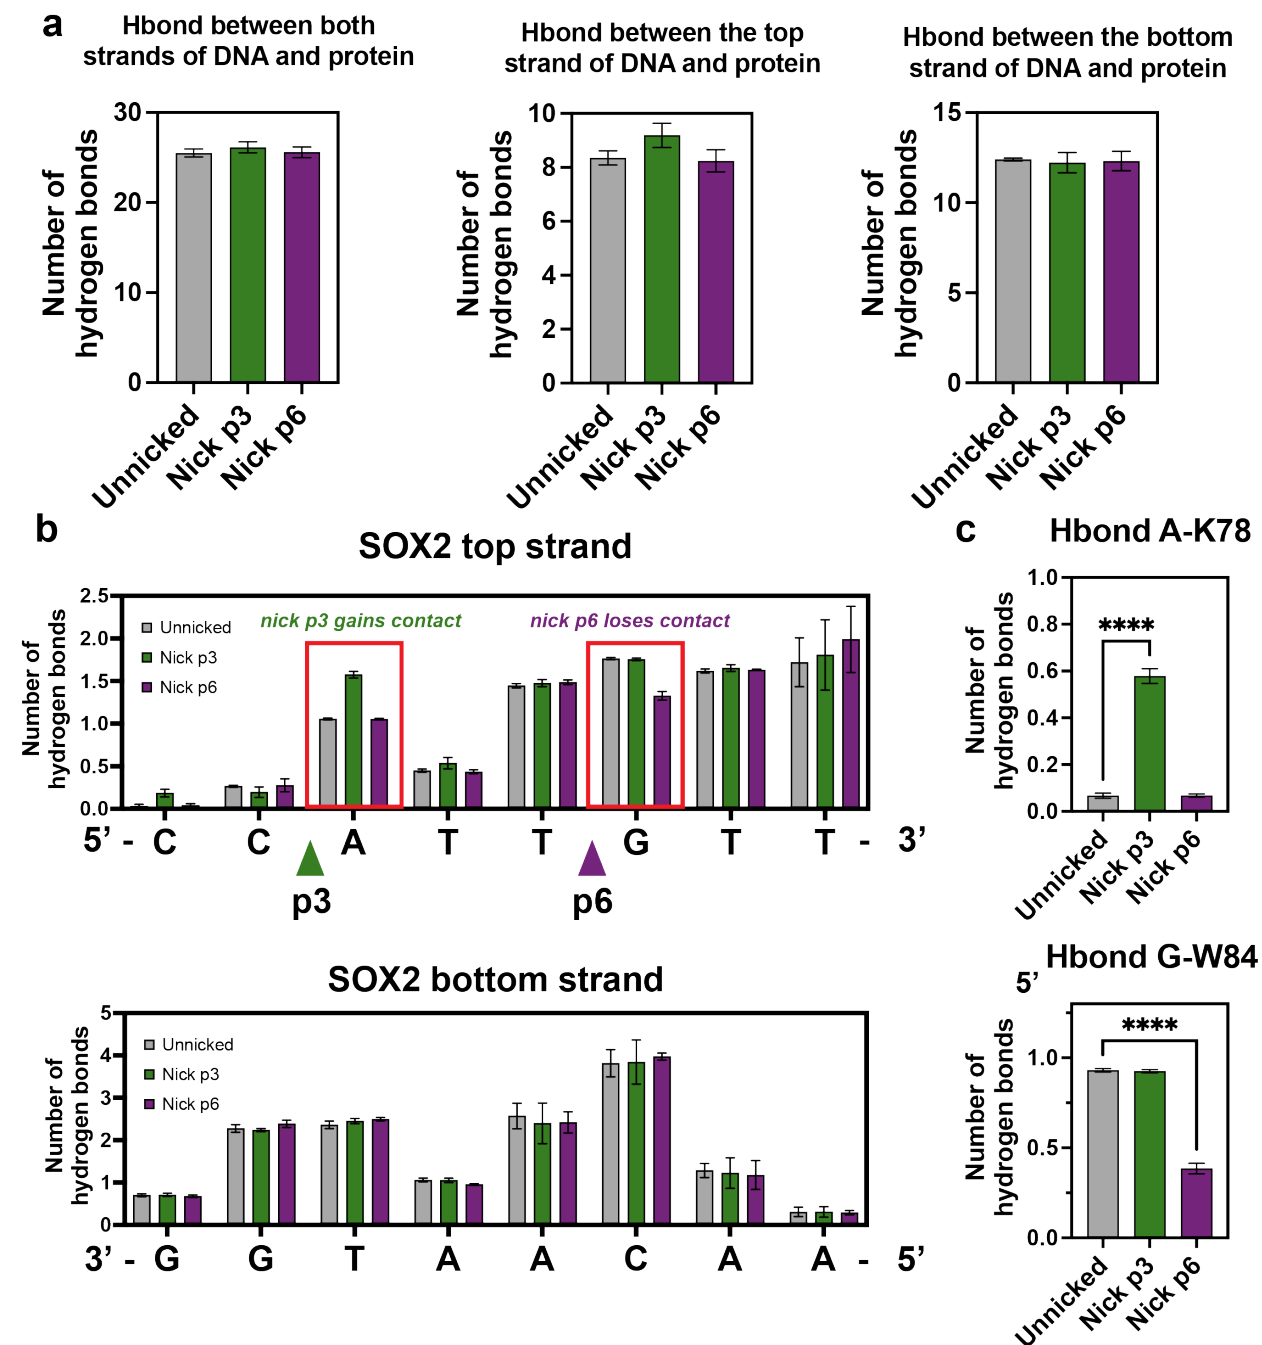 a
Hbond between both
strands of DNA and protein
Number of
hydrogen bonds
30
20
10
0
Unnicked
Nick p3
Nick p6
Hbond between the top
strand of DNA and protein
Number of
hydrogen bonds
10
8
6
4
2
0
Unnicked
Nick p3
Nick p6
Hbond between the bottom
strand of DNA and protein
Number of
hydrogen bonds
15
10
5
0
Unnicked
Nick p3
Nick p6
b
SOX2 top strand
Number of
hydrogen bonds
2.5
2.0
1.5
1.0
0.5
0.0
Unnicked
Nick p3
Nick p6
nick p3 gains contact
nick p6 loses contact
5’ - C C A T T G T T - 3’
p3
p6
SOX2 bottom strand
Number of
hydrogen bonds
5
4
3
2
1
0
Unnicked
Nick p3
Nick p6
3’ - G G T A A C A A - 5’
c
Hbond A-K78
Number of
hydrogen bonds
1.0
0.8
0.6
0.4
0.2
0.0
****
Unnicked
Nick p3
Nick p6
Hbond G-W84
5’
Number of
hydrogen bonds
1.0
0.5
0.0
****
Unnicked
Nick p3
Nick p6